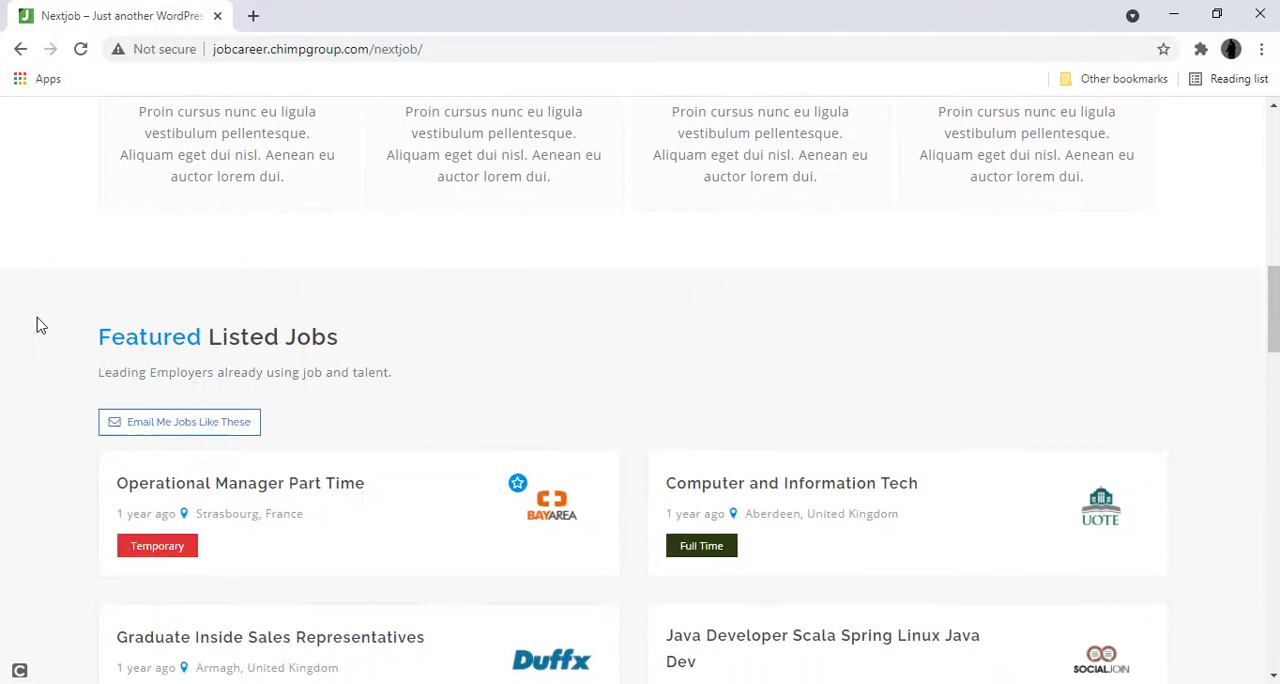 Nextjob – Just another WordPres
Not secure
jobcareer.chimpgroup.com/nextjob/
Apps
Other bookmarks
Reading list
Proin cursus nunc eu ligula
vestibulum pellentesque.
Aliquam eget dui nisl. Aenean eu
auctor lorem dui.
Proin cursus nunc eu ligula
vestibulum pellentesque.
Aliquam eget dui nisl. Aenean eu
auctor lorem dui.
Proin cursus nunc eu ligula
vestibulum pellentesque.
Aliquam eget dui nisl. Aenean eu
auctor lorem dui.
Proin cursus nunc eu ligula
vestibulum pellentesque.
Aliquam eget dui nisl. Aenean eu
auctor lorem dui.
Featured Listed Jobs
Leading Employers already using job and talent.
Email Me Jobs Like These
Operational Manager Part Time
1 year ago Strasbourg, France
Temporary
BAYAREA
Computer and Information Tech
1 year ago Aberdeen, United Kingdom
Full Time
UOTE
Graduate Inside Sales Representatives
1 year ago Armagh, United Kingdom
Duffx
Java Developer Scala Spring Linux Java
Dev
SOCIALJOIN